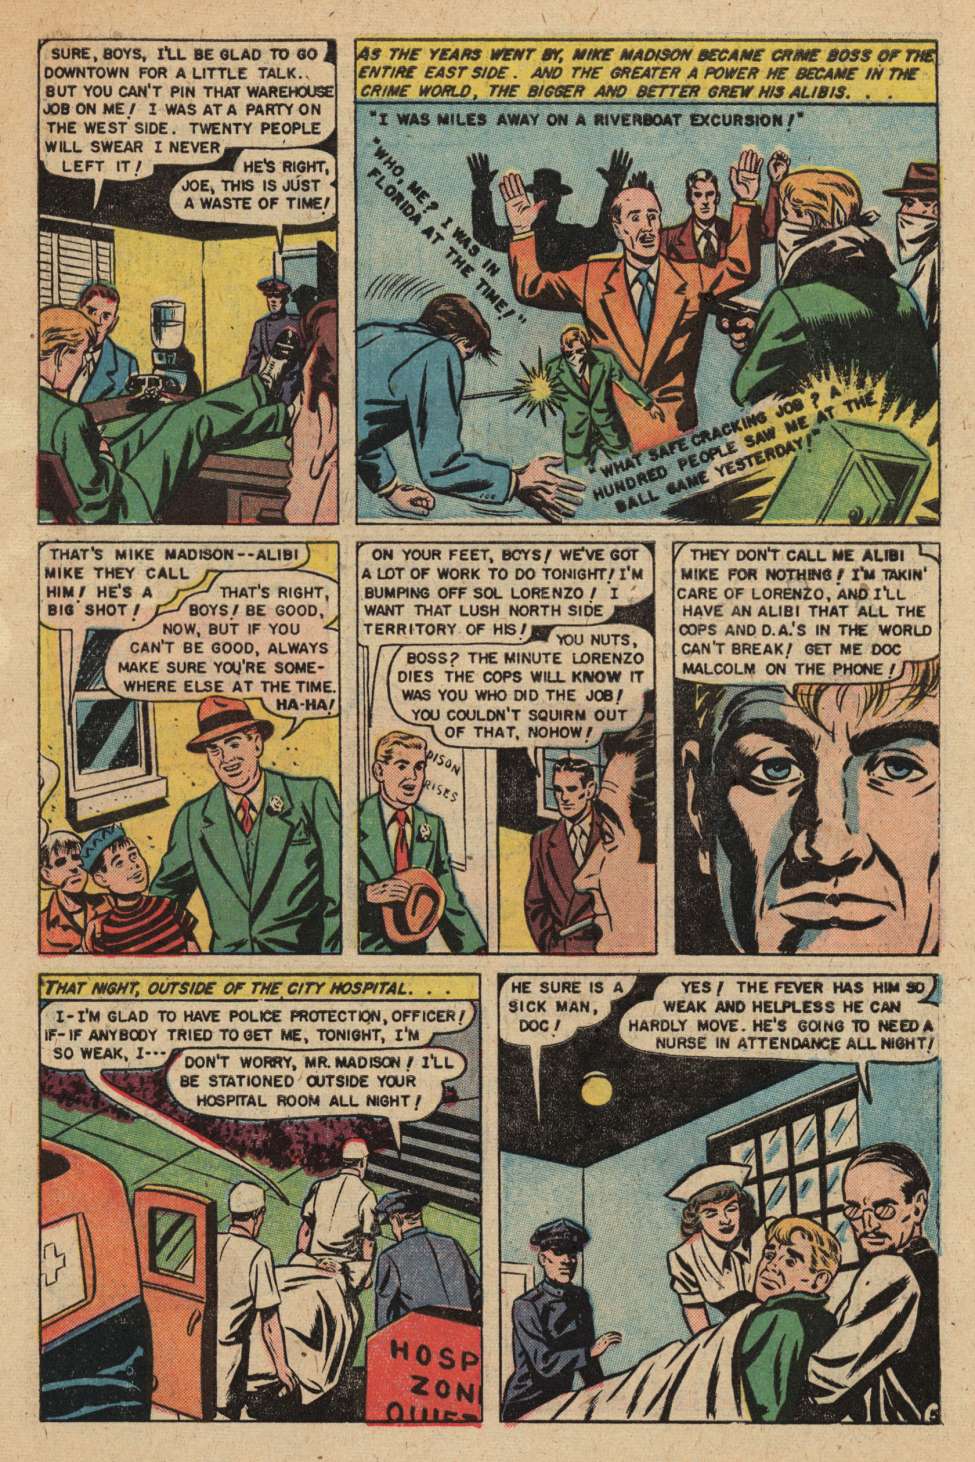 SURE, BOYS, I'LL BE GLAD TO GO
DOWNTOWN FOR A LITTLE TALK..
BUT YOU CAN'T PIN THAT WAREHOUSE
JOB ON ME! I WAS AT A PARTY ON
THE WEST SIDE. TWENTY PEOPLE
WILL SWEAR I NEVER
LEFT IT!
HE'S RIGHT,
JOE, THIS IS JUST
A WASTE OF TIME!
AS THE YEARS WENT BY, MIKE MADISON BECAME CRIME BOSS OF THE
ENTIRE EAST SIDE. AND THE GREATER A POWER HE BECAME IN THE
CRIME WORLD, THE BIGGER AND BETTER GREW HIS ALIBIS. . .
"I WAS MILES AWAY ON A RIVERBOAT EXCURSION!"
"WHO, ME? I WAS IN
FLORIDA AT THE TIME!"
"WHAT SAFE CRACKING JOB? A
HUNDRED PEOPLE SAW ME AT THE
BALL GAME YESTERDAY!"
THAT'S MIKE MADISON--ALIBI
MIKE THEY CALL
HIM! HE'S A
BIG SHOT!
THAT'S RIGHT,
BOYS! BE GOOD,
NOW, BUT IF YOU
CAN'T BE GOOD, ALWAYS
MAKE SURE YOU'RE SOME-
WHERE ELSE AT THE TIME.
HA-HA!
ON YOUR FEET, BOYS! WE'VE GOT
A LOT OF WORK TO DO TONIGHT! I'M
BUMPING OFF SOL LORENZO! I
WANT THAT LUSH NORTH SIDE
TERRITORY OF HIS!
YOU NUTS,
BOSS? THE MINUTE LORENZO
DIES THE COPS WILL KNOW IT
WAS YOU WHO DID THE JOB!
YOU COULDN'T SQUIRM OUT
OF THAT, NOHOW!
DISON
RISES
THEY DON'T CALL ME ALIBI
MIKE FOR NOTHING! I'M TAKIN'
CARE OF LORENZO, AND I'LL
HAVE AN ALIBI THAT ALL THE
COPS AND D.A.'S IN THE WORLD
CAN'T BREAK! GET ME DOC
MALCOLM ON THE PHONE!
THAT NIGHT, OUTSIDE OF THE CITY HOSPITAL. . . .
I-I'M GLAD TO HAVE POLICE PROTECTION, OFFICER!
IF-IF ANYBODY TRIED TO GET ME, TONIGHT, I'M
SO WEAK, I---
DON'T WORRY, MR. MADISON! I'LL
BE STATIONED OUTSIDE YOUR
HOSPITAL ROOM ALL NIGHT!
HOSP
ZON
QUIET
HE SURE IS A
SICK MAN,
DOC!
YES! THE FEVER HAS HIM SO
WEAK AND HELPLESS HE CAN
HARDLY MOVE. HE'S GOING TO NEED A
NURSE IN ATTENDANCE ALL NIGHT!